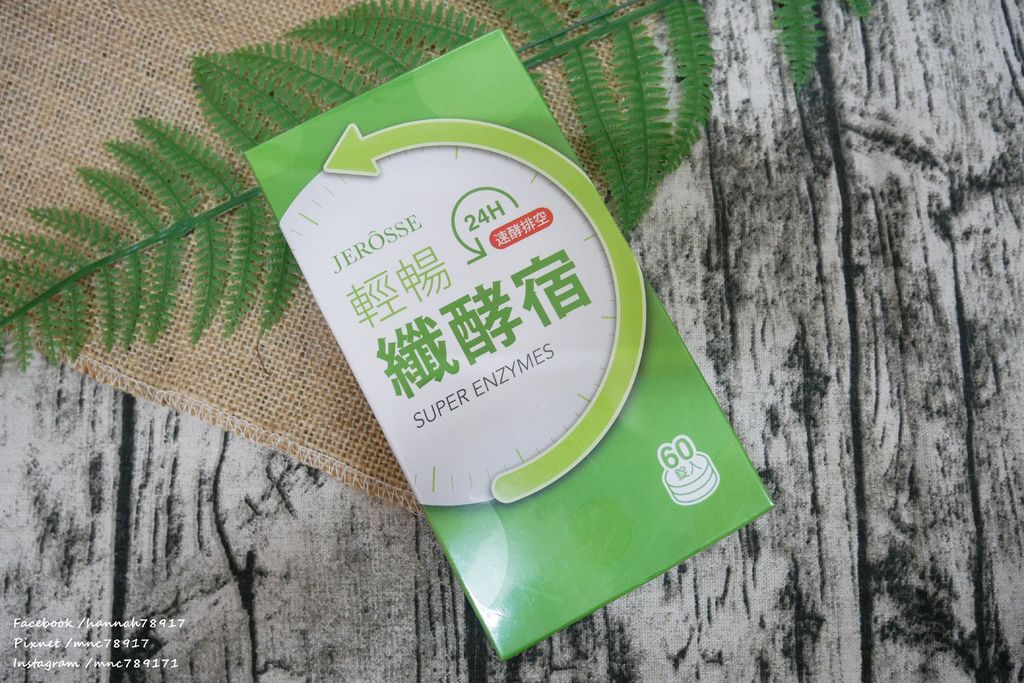 JERÔSSE
24H
速酵排空
輕暢
纖酵宿
SUPER ENZYMES
60
錠入
Facebook /hannah78917
Pixnet /mnc78917
Instagram /mnc789171